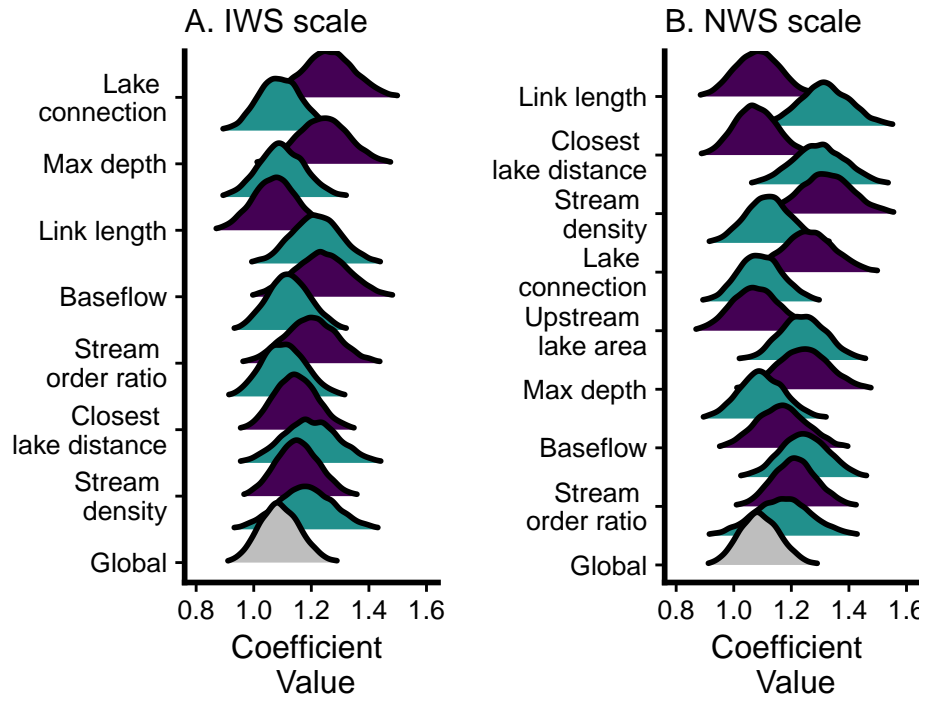 A. IWS scale
Lake
connection
Max depth
Link length
Baseflow
Stream
order ratio
Closest
lake distance
Stream
density
Global
0.8 1.0 1.2 1.4 1.6
Coefficient
Value
B. NWS scale
Link length
Closest
lake distance
Stream
density
Lake
connection
Upstream
lake area
Max depth
Baseflow
Stream
order ratio
Global
0.8 1.0 1.2 1.4 1.6
Coefficient
Value